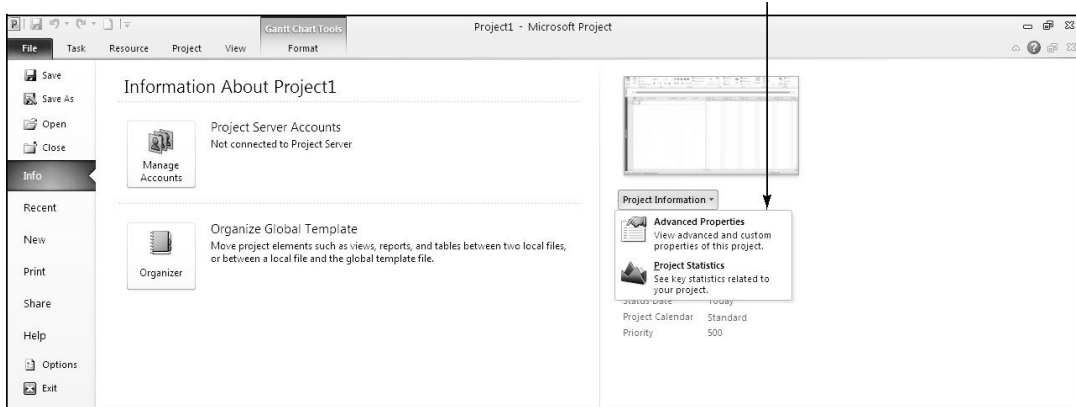 Gantt Chart Tools
Project1 - Microsoft Project
File
Task
Resource
Project
View
Format
Save
Save As
Open
Close
Info
Recent
New
Print
Share
Help
Options
Exit
Information About Project1
Manage
Accounts
Project Server Accounts
Not connected to Project Server
Organizer
Organize Global Template
Move project elements such as views, reports, and tables between two local files,
or between a local file and the global template file.
Project Information
Advanced Properties
View advanced and custom
properties of this project.
Project Statistics
See key statistics related to
your project.
Status Date Today
Project Calendar Standard
Priority 500